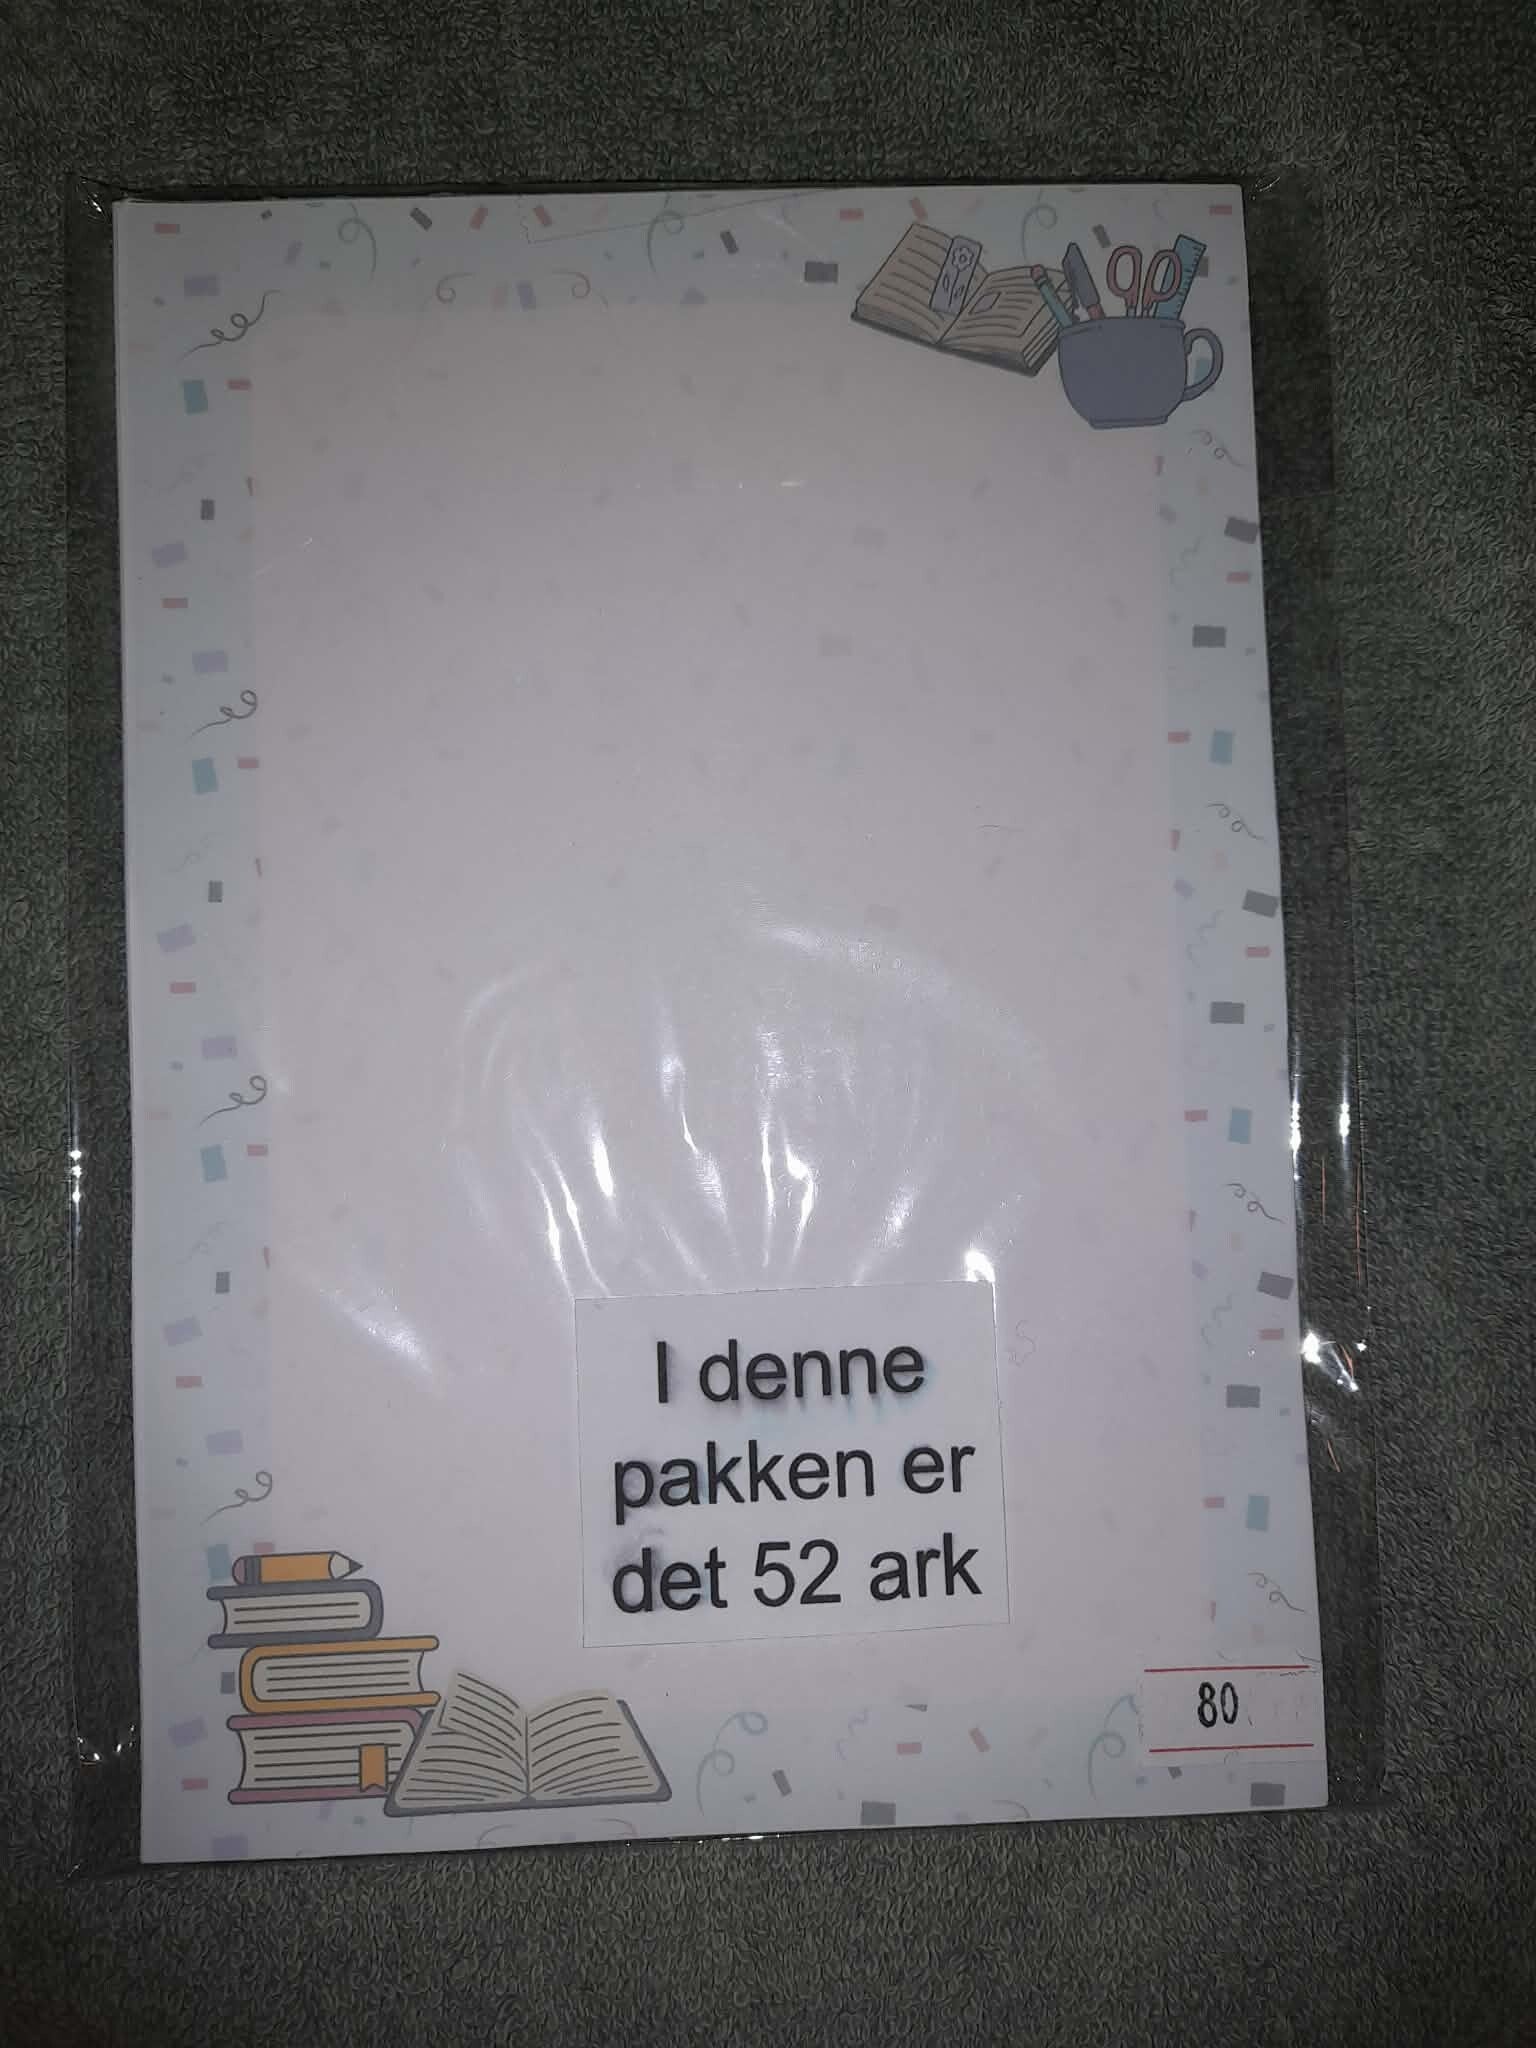 I denne
pakken er
det 52 ark
80